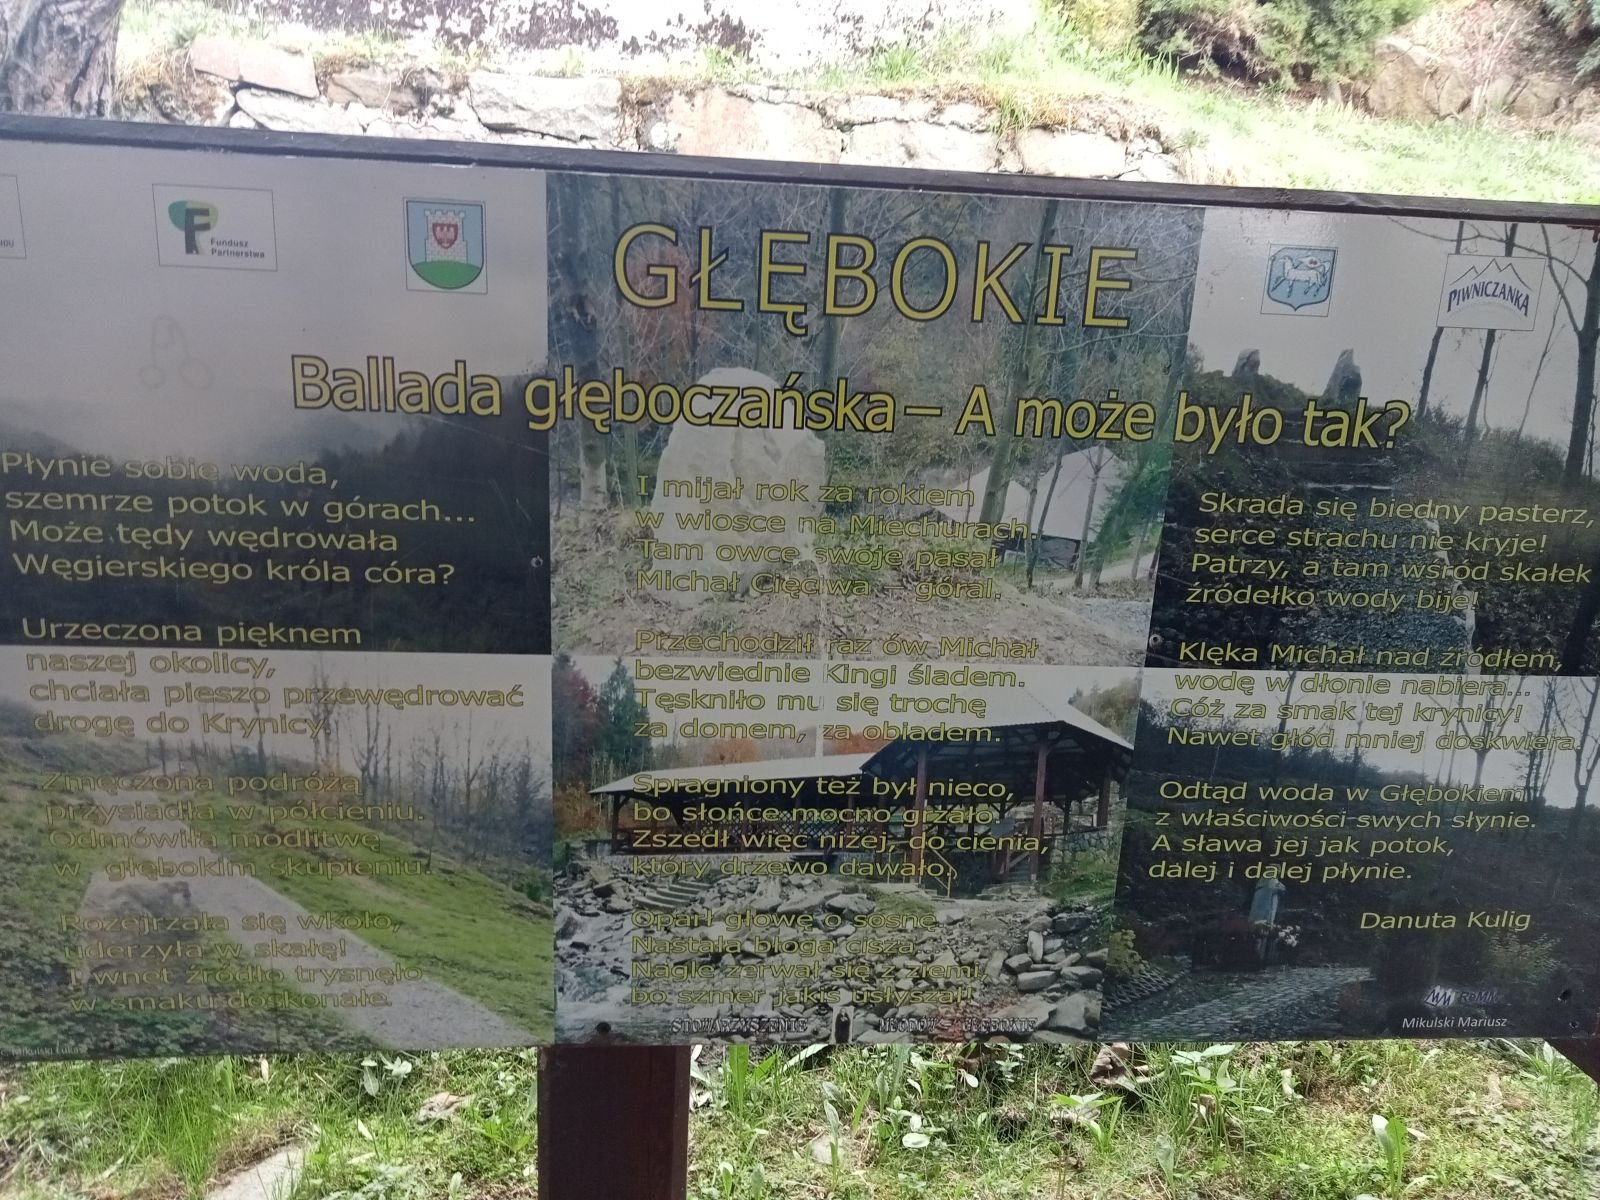 Fundusz
Partnerstwa
GŁĘBOKIE
PIWNICZANKA
Ballada głęboczańska – A może było tak?
Płynie sobie woda,
szemrze potok w górach...
Może tędy wędrowała
Węgierskiego króla córa?
Urzeczona pięknem
naszej okolicy,
chciała pieszo przewędrować
drogę do Krynicy.
Zmęczona podróżą
przysiadła w półcieniu.
Odmówiła modlitwę
w głębokim skupieniu.
Rozejrzała się wkoło,
uderzyła w skałę!
I wnet źródło trysnęło
w smaku doskonałe.
I mijał rok za rokiem
w wiosce na Miechurach.
Tam owce swoje pasał
Michał Cięciwa – góral.
Przechodził raz ów Michał
bezwiednie Kingi śladem.
Tęskniło mu się trochę
za domem, za obiadem.
Spragniony też był nieco,
bo słońce mocno grzało.
Zszedł więc niżej, do cienia,
który drzewo dawało.
Oparł głowę o sosnę
Nastała błoga cisza
Nagle zerwał się z ziemi,
bo szmer jakiś usłyszał!
Skrada się biedny pasterz,
serce strachu nie kryje!
Patrzy, a tam wśród skałek
źródełko wody bije!
Klęka Michał nad źródłem,
wodę w dłonie nabiera...
Cóż za smak tej krynicy!
Nawet głód mniej doskwiera.
Odtąd woda w Głębokiem
z właściwości swych słynie.
A sława jej jak potok,
dalej i dalej płynie.
Danuta Kulig
STOWARZYSZENIE MŁODÓW - GŁĘBOKIE
Mikulski Mariusz